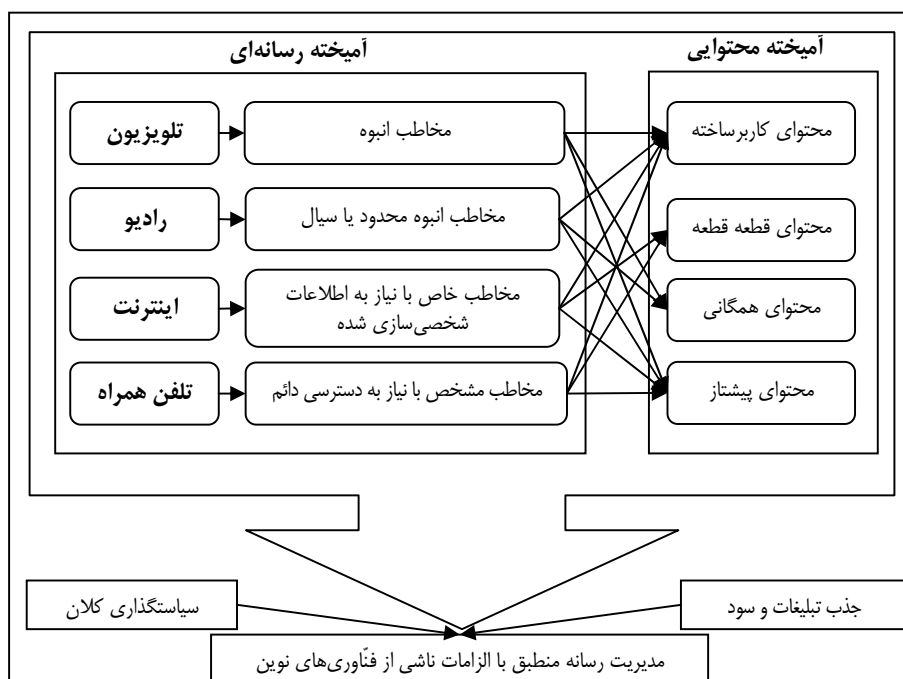 آمیخته محتوایی
آمیخته رسانه‌ای
محتوای کاربرساخته
محتوای قطعه قطعه
محتوای همگانی
محتوای پیشتاز
تلویزیون
مخاطب انبوه
رادیو
مخاطب انبوه محدود یا سیال
اینترنت
مخاطب خاص با نیاز به اطلاعات
شخصی‌سازی شده
تلفن همراه
مخاطب مشخص با نیاز به دسترسی دائم
جذب تبلیغات و سود
سیاستگذاری کلان
مدیریت رسانه منطبق با الزامات ناشی از فنّاوری‌های نوین